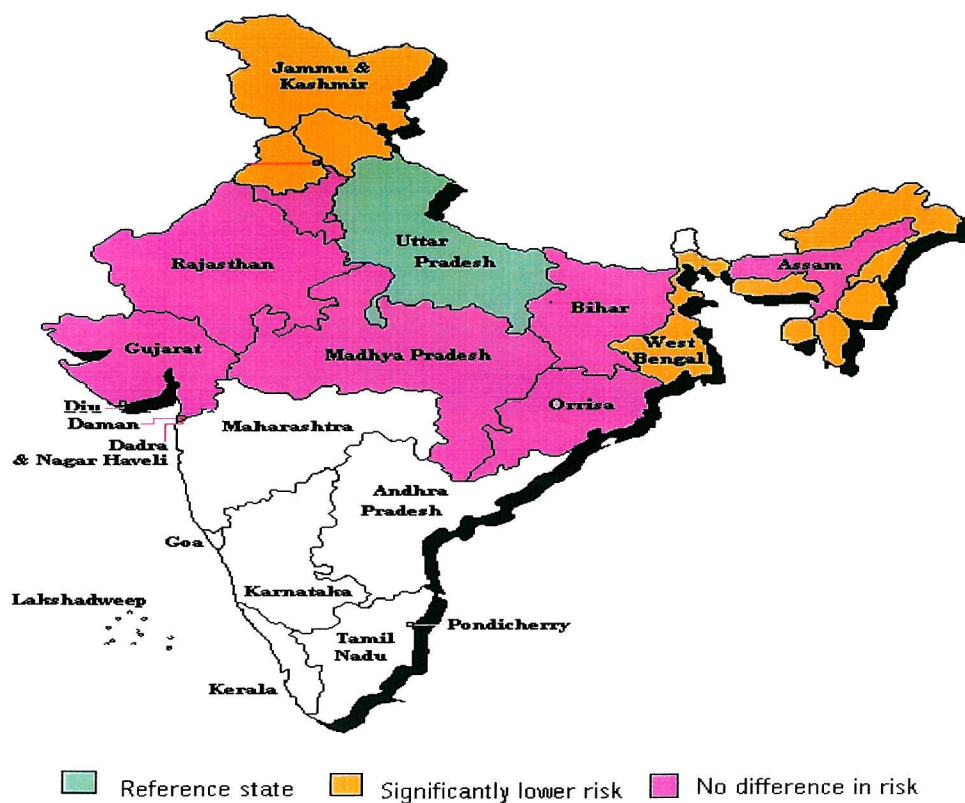 Jammu &
Kashmir
Uttar
Pradesh
Rajasthan
Assam
Bihar
Gujarat
Madhya Pradesh
West
Bengal
Diu
Daman
Dadra
& Nagar Haveli
Orrisa
Maharashtra
Andhra
Pradesh
Goa
Karnataka
Lakshadweep
Pondicherry
Tamil
Nadu
Kerala
Reference state
Significantly lower risk
No difference in risk